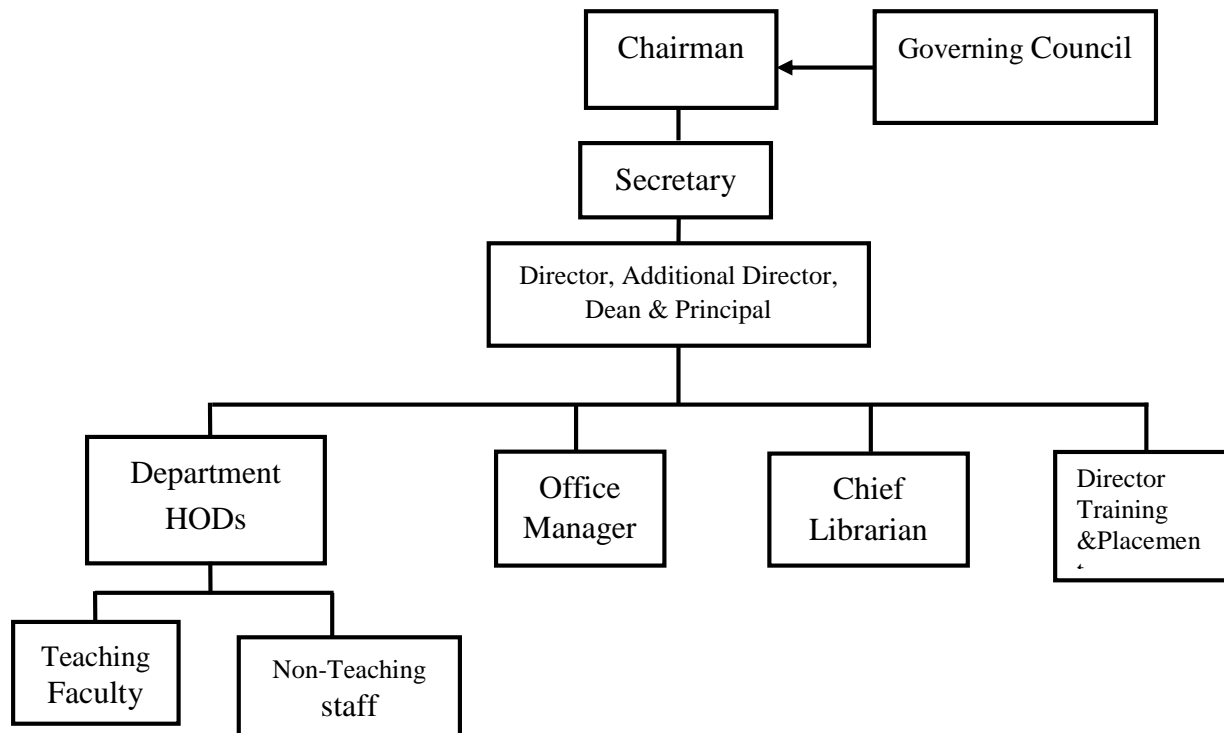 Chairman
Governing Council
Secretary
Director, Additional Director,
Dean & Principal
Department
HODs
Office
Manager
Chief
Librarian
Director
Training
&Placemen
t
Teaching
Faculty
Non-Teaching
staff